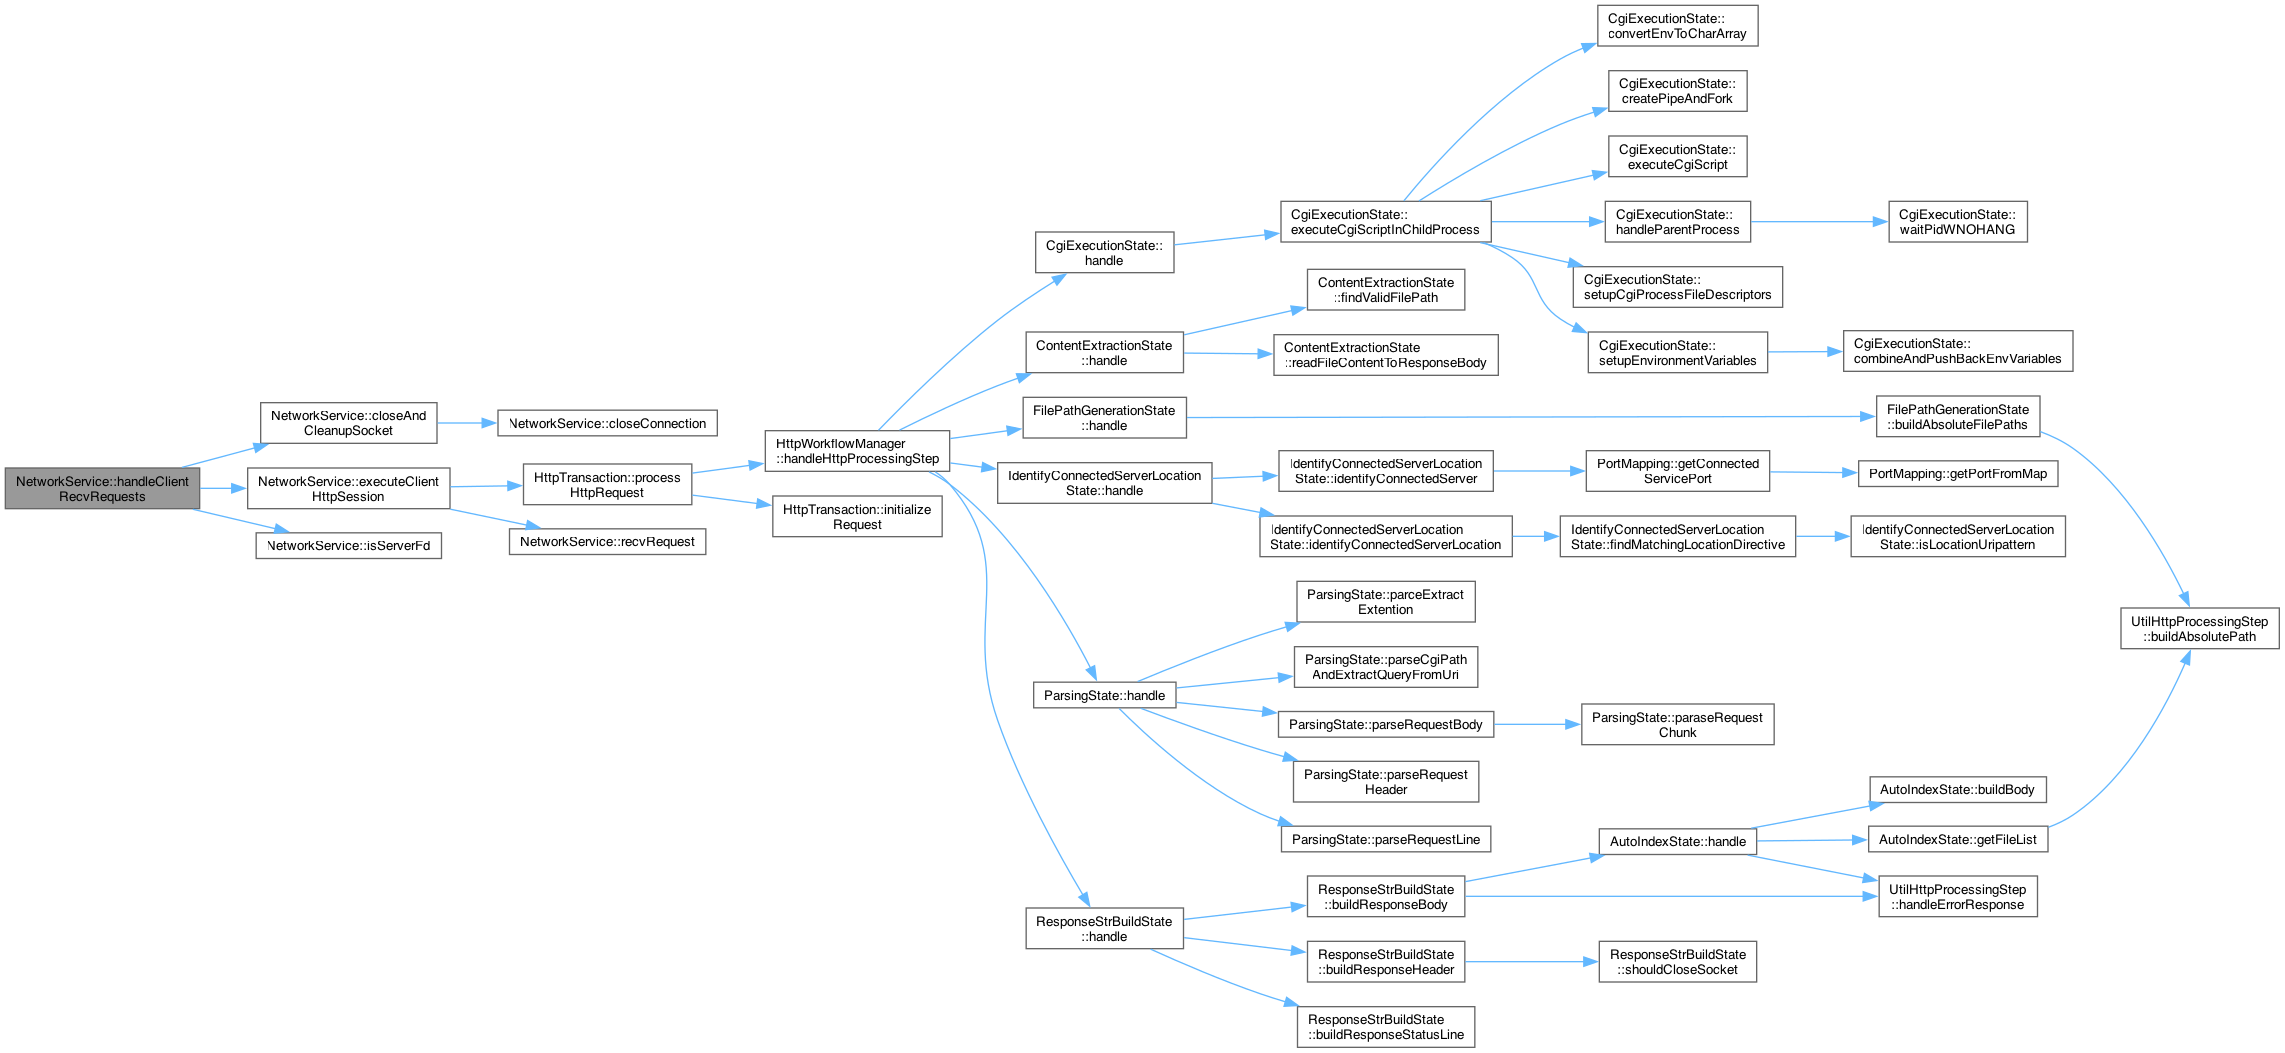 NetworkService::handleClient
RecvRequests
NetworkService::closeAnd
CleanupSocket
NetworkService::closeConnection
NetworkService::executeClient
HttpSession
NetworkService::isServerFd
HttpTransaction::process
HttpRequest
NetworkService::recvRequest
HttpWorkflowManager
::handleHttpProcessingStep
HttpTransaction::initialize
Request
CgiExecutionState::
handle
CgiExecutionState::
executeCgiScriptInChildProcess
CgiExecutionState::
convertEnvToCharArray
CgiExecutionState::
createPipeAndFork
CgiExecutionState::
executeCgiScript
CgiExecutionState::
handleParentProcess
CgiExecutionState::
waitPidWNOHANG
CgiExecutionState::
setupCgiProcessFileDescriptors
CgiExecutionState::
setupEnvironmentVariables
CgiExecutionState::
combineAndPushBackEnvVariables
ContentExtractionState
::handle
ContentExtractionState
::findValidFilePath
ContentExtractionState
::readFileContentToResponseBody
FilePathGenerationState
::handle
FilePathGenerationState
::buildAbsoluteFilePaths
IdentifyConnectedServerLocation
State::handle
IdentifyConnectedServerLocation
State::identifyConnectedServer
PortMapping::getConnected
ServicePort
PortMapping::getPortFromMap
IdentifyConnectedServerLocation
State::identifyConnectedServerLocation
IdentifyConnectedServerLocation
State::findMatchingLocationDirective
IdentifyConnectedServerLocation
State::isLocationUripattern
UtilHttpProcessingStep
::buildAbsolutePath
ParsingState::handle
ParsingState::parceExtract
Extention
ParsingState::parseCgiPath
AndExtractQueryFromUri
ParsingState::parseRequestBody
ParsingState::paraseRequest
Chunk
ParsingState::parseRequest
Header
ParsingState::parseRequestLine
ResponseStrBuildState
::handle
ResponseStrBuildState
::buildResponseBody
AutoIndexState::handle
AutoIndexState::buildBody
AutoIndexState::getFileList
UtilHttpProcessingStep
::handleErrorResponse
ResponseStrBuildState
::buildResponseHeader
ResponseStrBuildState
::shouldCloseSocket
ResponseStrBuildState
::buildResponseStatusLine